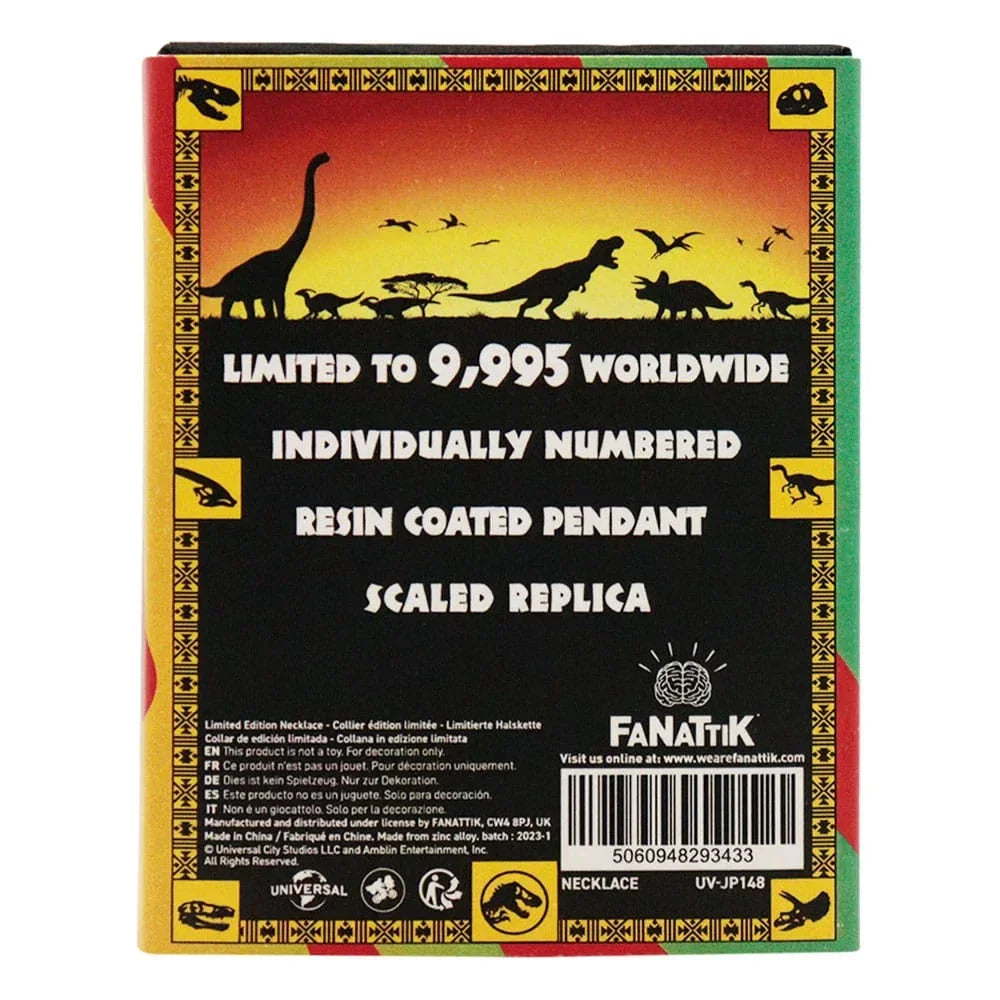 LIMITED TO 9,995 WORLDWIDE
INDIVIDUALLY NUMBERED
RESIN COATED PENDANT
SCALED REPLICA
FANATTIK
Visit us online at: www.wearefanattik.com
Limited Edition Necklace - Collier édition limitée - Limitierte Halskette
Collar de edición limitada - Collana in edizione limitata
EN This product is not a toy. For decoration only.
FR Ce produit n'est pas un jouet. Pour décoration uniquement.
DE Dies ist kein Spielzeug. Nur zur Dekoration.
ES Este producto no es un juguete. Solo para decoración.
IT Non è un giocattolo. Solo per la decorazione.
Manufactured and distributed under license by FANATTIK, CW4 8PJ, UK
Made in China / Fabriqué en Chine. Made from zinc alloy. batch : 2023-1
© Universal City Studios LLC and Amblin Entertainment, Inc.
All Rights Reserved.
5060948293433
NECKLACE UV-JP148
UNIVERSAL